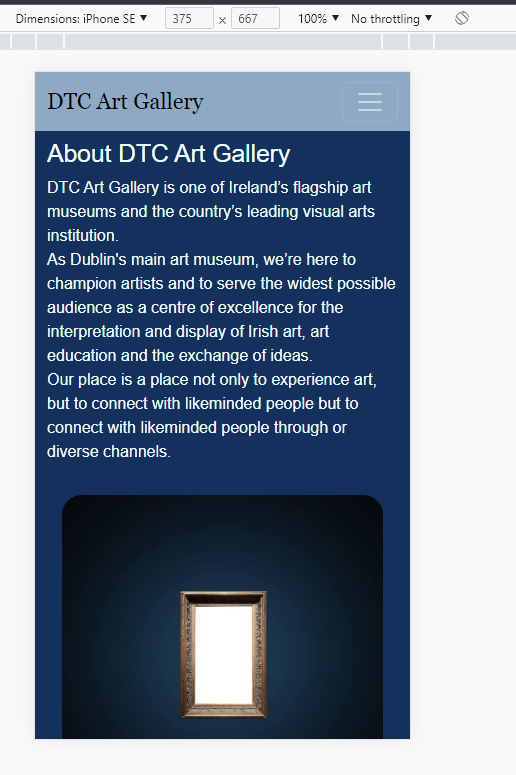 Dimensions: iPhone SE ▼ 375 × 667 100% ▼ No throttling ▼
DTC Art Gallery
About DTC Art Gallery
DTC Art Gallery is one of Ireland’s flagship art
museums and the country’s leading visual arts
institution.
As Dublin's main art museum, we’re here to
champion artists and to serve the widest possible
audience as a centre of excellence for the
interpretation and display of Irish art, art
education and the exchange of ideas.
Our place is a place not only to experience art,
but to connect with likeminded people but to
connect with likeminded people through or
diverse channels.